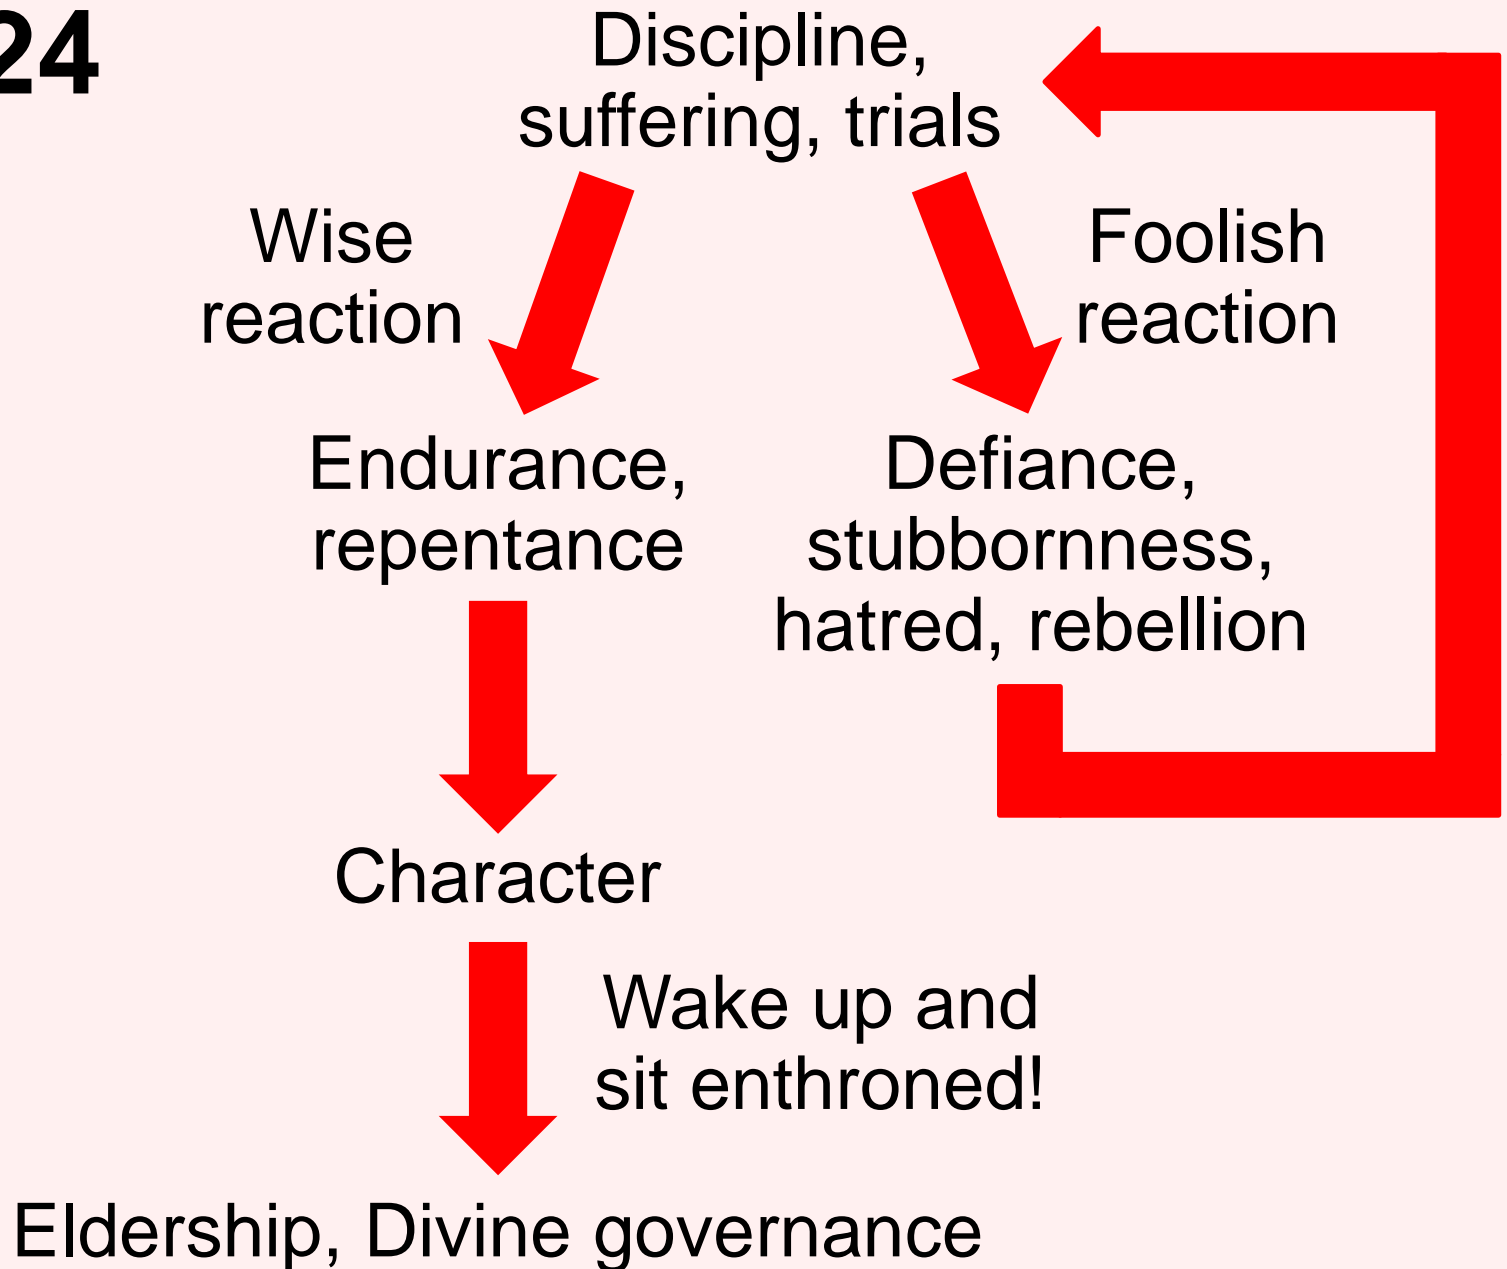 24
Discipline,
suffering, trials
Wise
reaction
Foolish
reaction
Endurance,
repentance
Defiance,
stubbornness,
hatred, rebellion
Character
Wake up and
sit enthroned!
Eldership, Divine governance